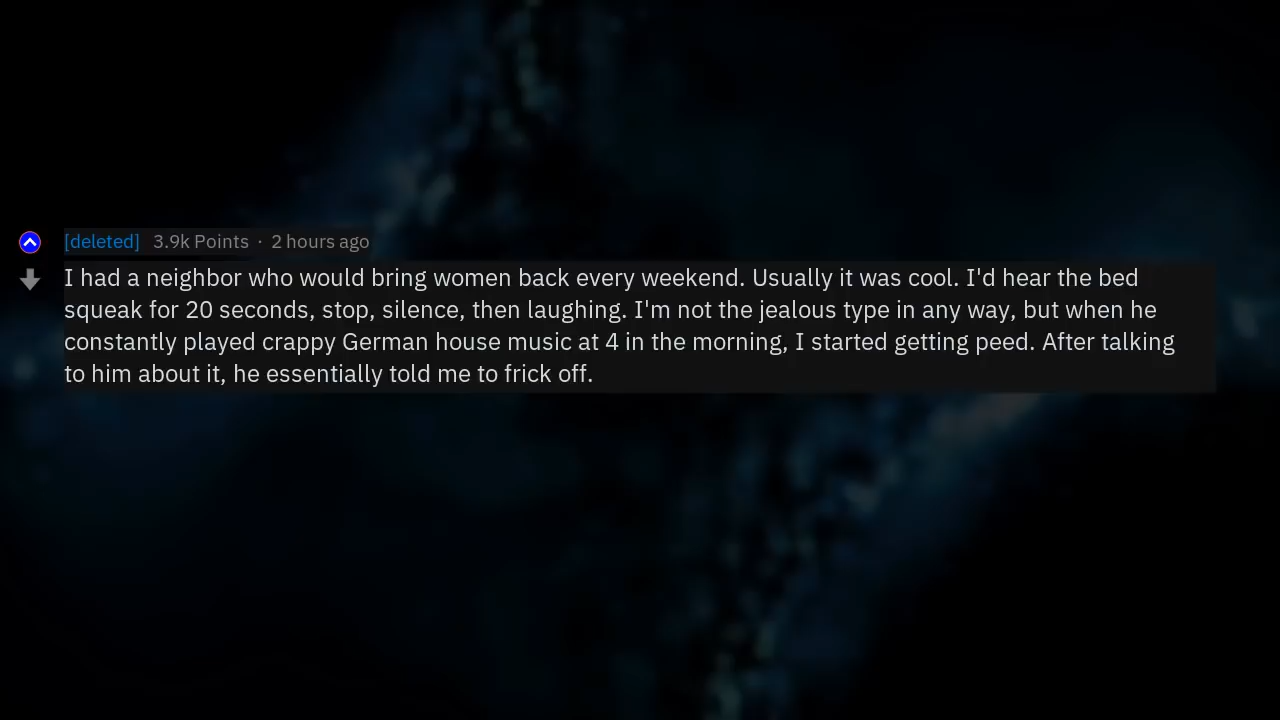 [deleted] 3.9k Points · 2 hours ago
I had a neighbor who would bring women back every weekend. Usually it was cool. I'd hear the bed
squeak for 20 seconds, stop, silence, then laughing. I'm not the jealous type in any way, but when he
constantly played crappy German house music at 4 in the morning, I started getting peed. After talking
to him about it, he essentially told me to frick off.